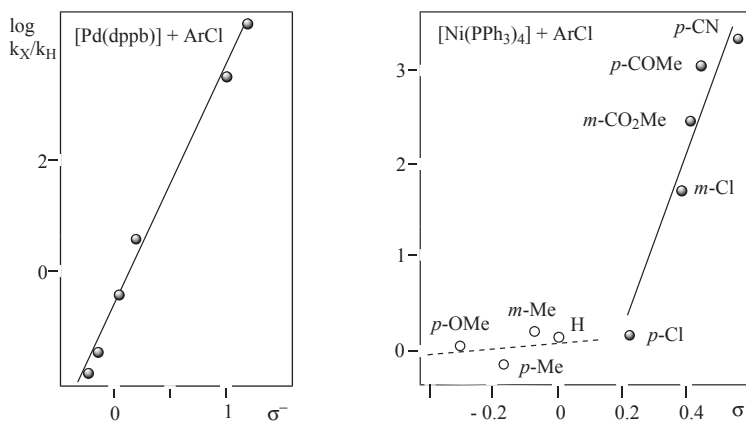 log
k_X/k_H
[Pd(dppb)] + ArCl
2
0
0
1
σ⁻
[Ni(PPh₃)₄] + ArCl
p-CN
3
p-COMe
m-CO₂Me
2
m-Cl
1
p-OMe
m-Me
H
0
p-Me
p-Cl
- 0.2
0
0.2
0.4
σ